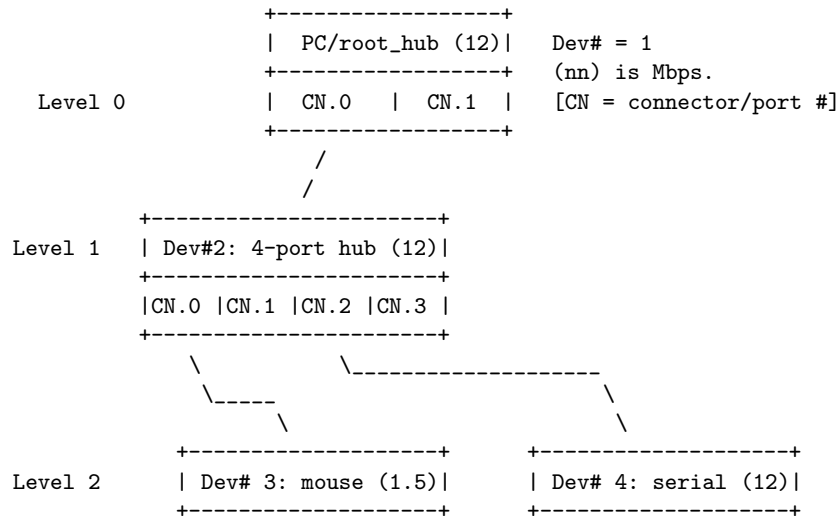 PC/root_hub (12)| Dev# = 1
(nn) is Mbps.
Level 0 | CN.0 | CN.1 | [CN = connector/port #]
Level 1 | Dev#2: 4-port hub (12)|
|CN.0 |CN.1 |CN.2 |CN.3 |
Level 2 | Dev# 3: mouse (1.5)| | Dev# 4: serial (12)|